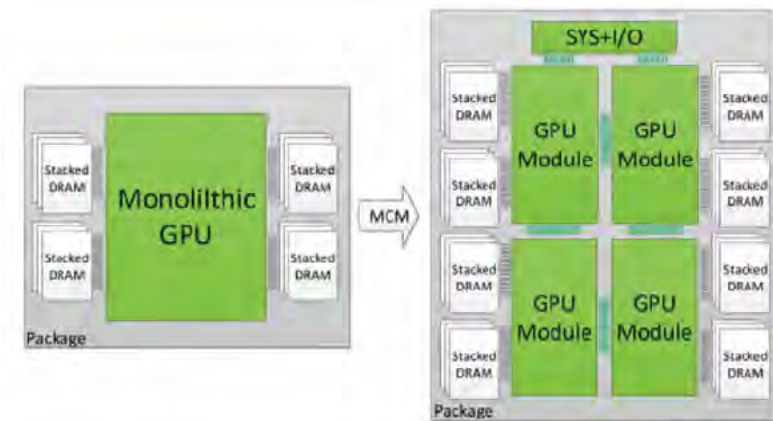 Stacked
DRAM
Stacked
DRAM
Monolilthic
GPU
Stacked
DRAM
Stacked
DRAM
Package
MCM
SYS+I/O
Stacked
DRAM
Stacked
DRAM
Stacked
DRAM
Stacked
DRAM
GPU
Module
GPU
Module
GPU
Module
GPU
Module
Stacked
DRAM
Stacked
DRAM
Stacked
DRAM
Stacked
DRAM
Package